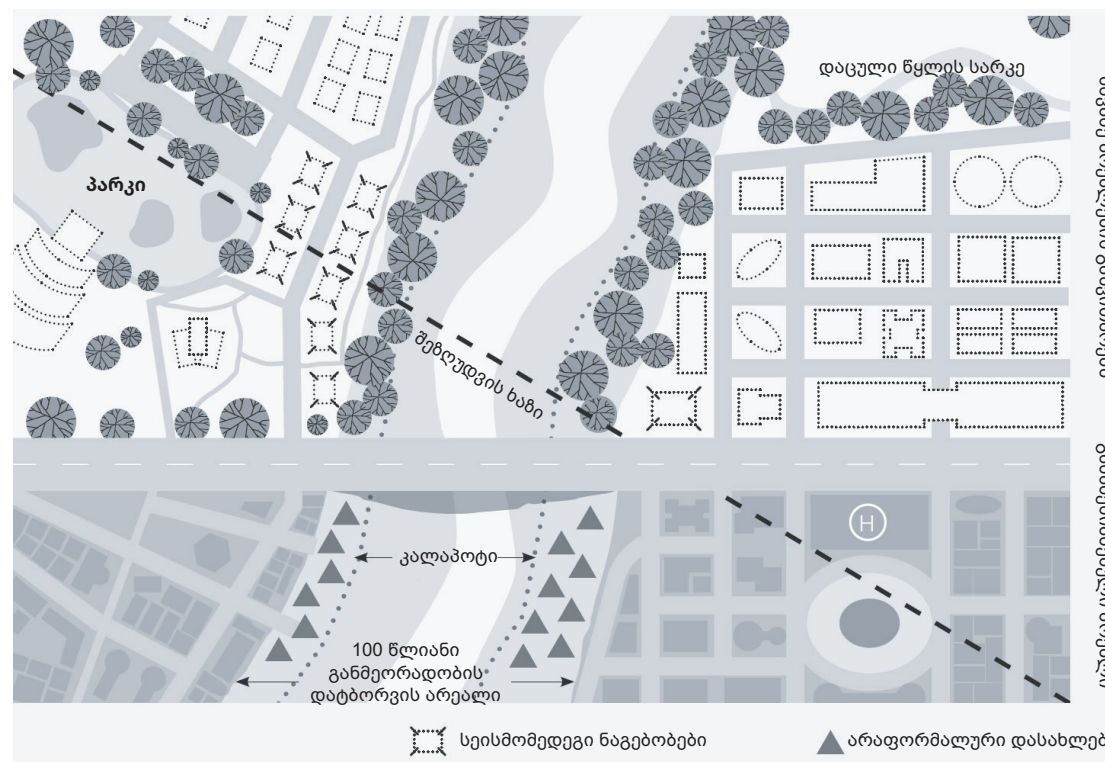 დაცული წყლის სარკე
პარკი
შეზღუდვის ხაზი
H
კალაპოტი
100 წლიანი
განმეორადობის
დატბორვის არეალი
სეისმომედეგი ნაგებობები
არაფორმალური დასახლებ